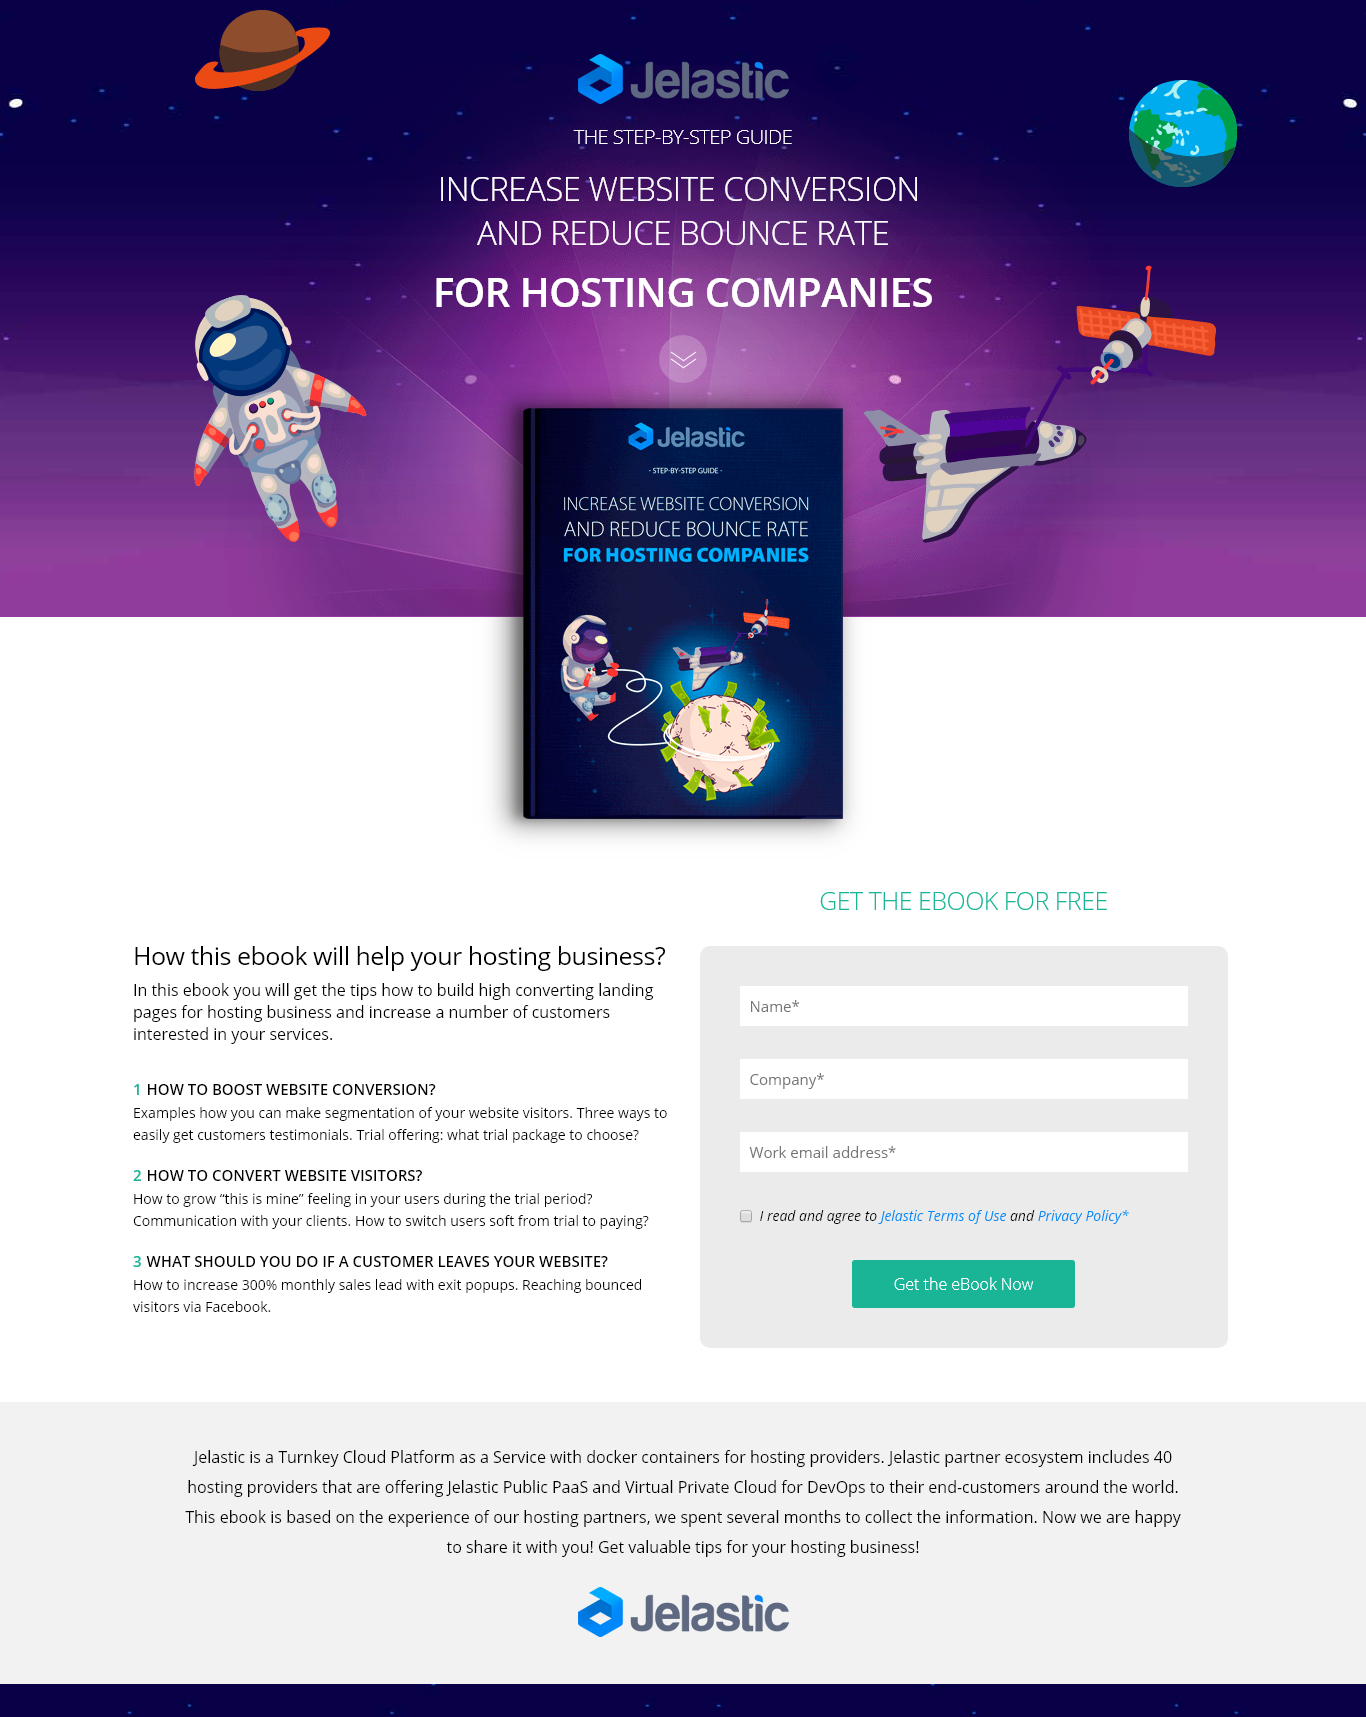 Jelastic
THE STEP-BY-STEP GUIDE
INCREASE WEBSITE CONVERSION
AND REDUCE BOUNCE RATE
FOR HOSTING COMPANIES
Jelastic
· STEP-BY-STEP GUIDE ·
INCREASE WEBSITE CONVERSION
AND REDUCE BOUNCE RATE
FOR HOSTING COMPANIES
GET THE EBOOK FOR FREE
How this ebook will help your hosting business?
In this ebook you will get the tips how to build high converting landing
pages for hosting business and increase a number of customers
interested in your services.
1 HOW TO BOOST WEBSITE CONVERSION?
Examples how you can make segmentation of your website visitors. Three ways to
easily get customers testimonials. Trial offering: what trial package to choose?
2 HOW TO CONVERT WEBSITE VISITORS?
How to grow “this is mine” feeling in your users during the trial period?
Communication with your clients. How to switch users soft from trial to paying?
3 WHAT SHOULD YOU DO IF A CUSTOMER LEAVES YOUR WEBSITE?
How to increase 300% monthly sales lead with exit popups. Reaching bounced
visitors via Facebook.
Name*
Company*
Work email address*
I read and agree to Jelastic Terms of Use and Privacy Policy*
Get the eBook Now
Jelastic is a Turnkey Cloud Platform as a Service with docker containers for hosting providers. Jelastic partner ecosystem includes 40
hosting providers that are offering Jelastic Public PaaS and Virtual Private Cloud for DevOps to their end-customers around the world.
This ebook is based on the experience of our hosting partners, we spent several months to collect the information. Now we are happy
to share it with you! Get valuable tips for your hosting business!
Jelastic